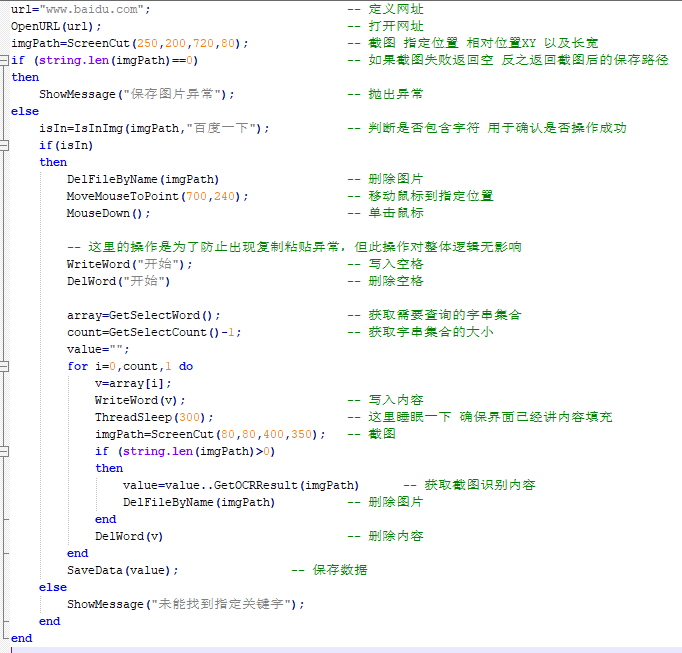 url="www.baidu.com"; -- 定义网址
OpenURL(url); -- 打开网址
imgPath=ScreenCut(250,200,720,80); -- 截图 指定位置 相对位置XY 以及长宽
if (string.len(imgPath)==0) -- 如果截图失败返回空 反之返回截图后的保存路径
then
ShowMessage("保存图片异常"); -- 抛出异常
else
isIn=IsInImg(imgPath,"百度一下"); -- 判断是否包含字符 用于确认是否操作成功
if(isIn)
then
DelFileByName(imgPath) -- 删除图片
MoveMouseToPoint(700,240); -- 移动鼠标到指定位置
MouseDown(); -- 单击鼠标
-- 这里的操作是为了防止出现复制粘贴异常，但此操作对整体逻辑无影响
WriteWord("开始"); -- 写入空格
DelWord("开始") -- 删除空格
array=GetSelectWord(); -- 获取需要查询的字串集合
count=GetSelectCount()-1; -- 获取字串集合的大小
value="";
for i=0,count,1 do
v=array[i];
WriteWord(v); -- 写入内容
ThreadSleep(300); -- 这里睡眠一下 确保界面已经讲内容填充
imgPath=ScreenCut(80,80,400,350); -- 截图
if (string.len(imgPath)>0)
then
value=value..GetOCRResult(imgPath) -- 获取截图识别内容
DelFileByName(imgPath) -- 删除图片
end
DelWord(v) -- 删除内容
end
SaveData(value); -- 保存数据
else
ShowMessage("未能找到指定关键字");
end
end